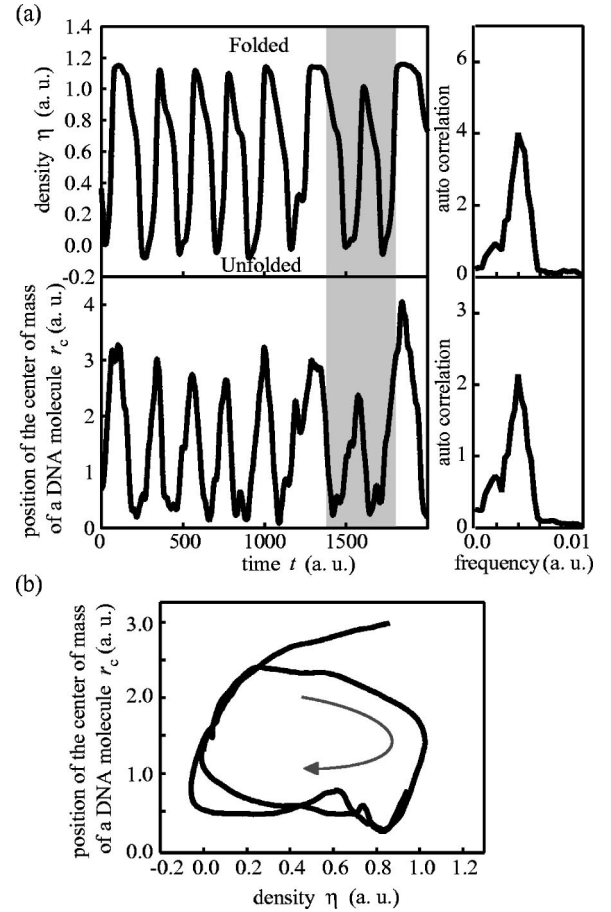 (a)
Folded
Unfolded
density η (a. u.)
1.2
1.0
0.8
0.6
0.4
0.2
0.0
-0.2
auto correlation
6
4
2
0
position of the center of mass
of a DNA molecule r_c (a. u.)
4
3
2
1
0
0 500 1000 1500
time t (a. u.)
auto correlation
3
2
1
0
0.0 0.01
frequency (a. u.)
(b)
position of the center of mass
of a DNA molecule r_c (a. u.)
3.0
2.0
1.0
0.0
-0.2 0.0 0.2 0.4 0.6 0.8 1.0 1.2
density η (a. u.)